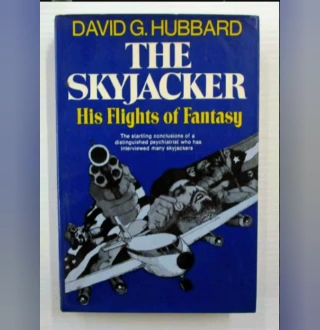 DAVID G. HUBBARD
THE
SKYJACKER
His Flights of Fantasy
The startling conclusions of a
distinguished psychiatrist who has
interviewed many skyjackers